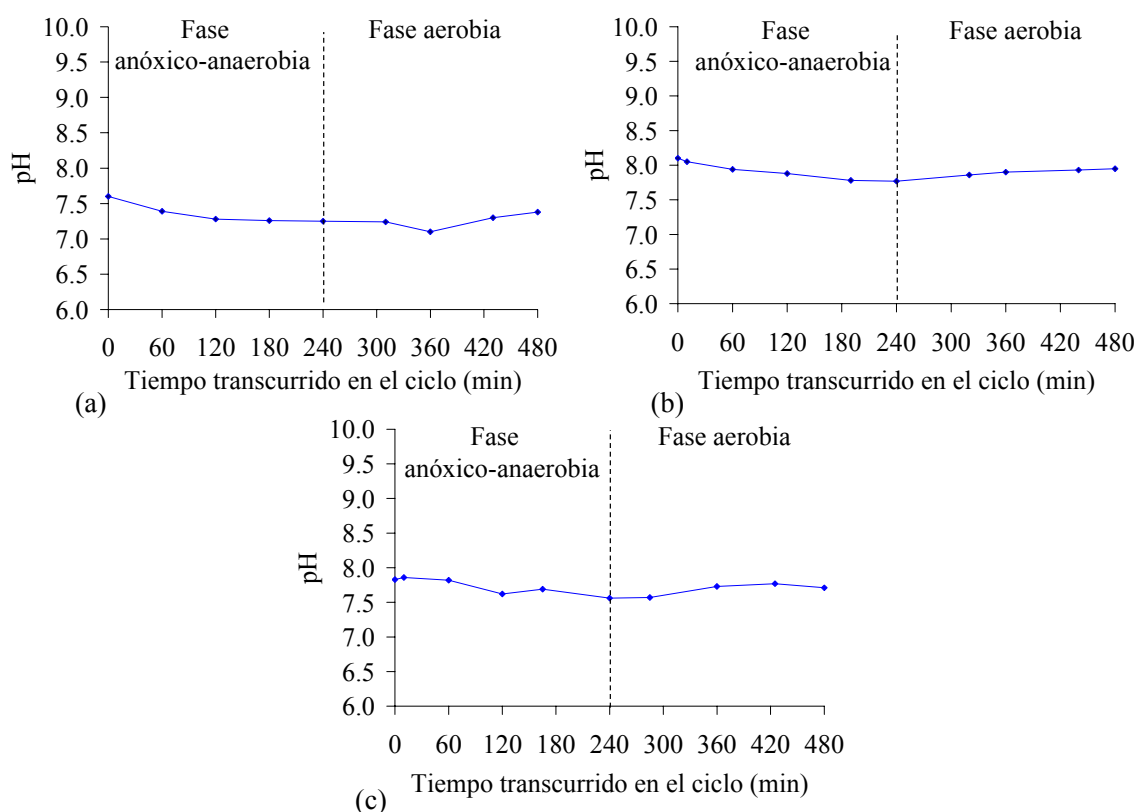 Fase
anóxico-anaerobia
Fase aerobia
10.0
9.5
9.0
8.5
8.0
7.5
7.0
6.5
6.0
pH
0 60 120 180 240 300 360 420 480
Tiempo transcurrido en el ciclo (min)
(a)
Fase
anóxico-anaerobia
Fase aerobia
10.0
9.5
9.0
8.5
8.0
7.5
7.0
6.5
6.0
pH
0 60 120 180 240 300 360 420 480
Tiempo transcurrido en el ciclo (min)
(b)
Fase
anóxico-anaerobia
Fase aerobia
10.0
9.5
9.0
8.5
8.0
7.5
7.0
6.5
6.0
pH
0 60 120 180 240 300 360 420 480
Tiempo transcurrido en el ciclo (min)
(c)